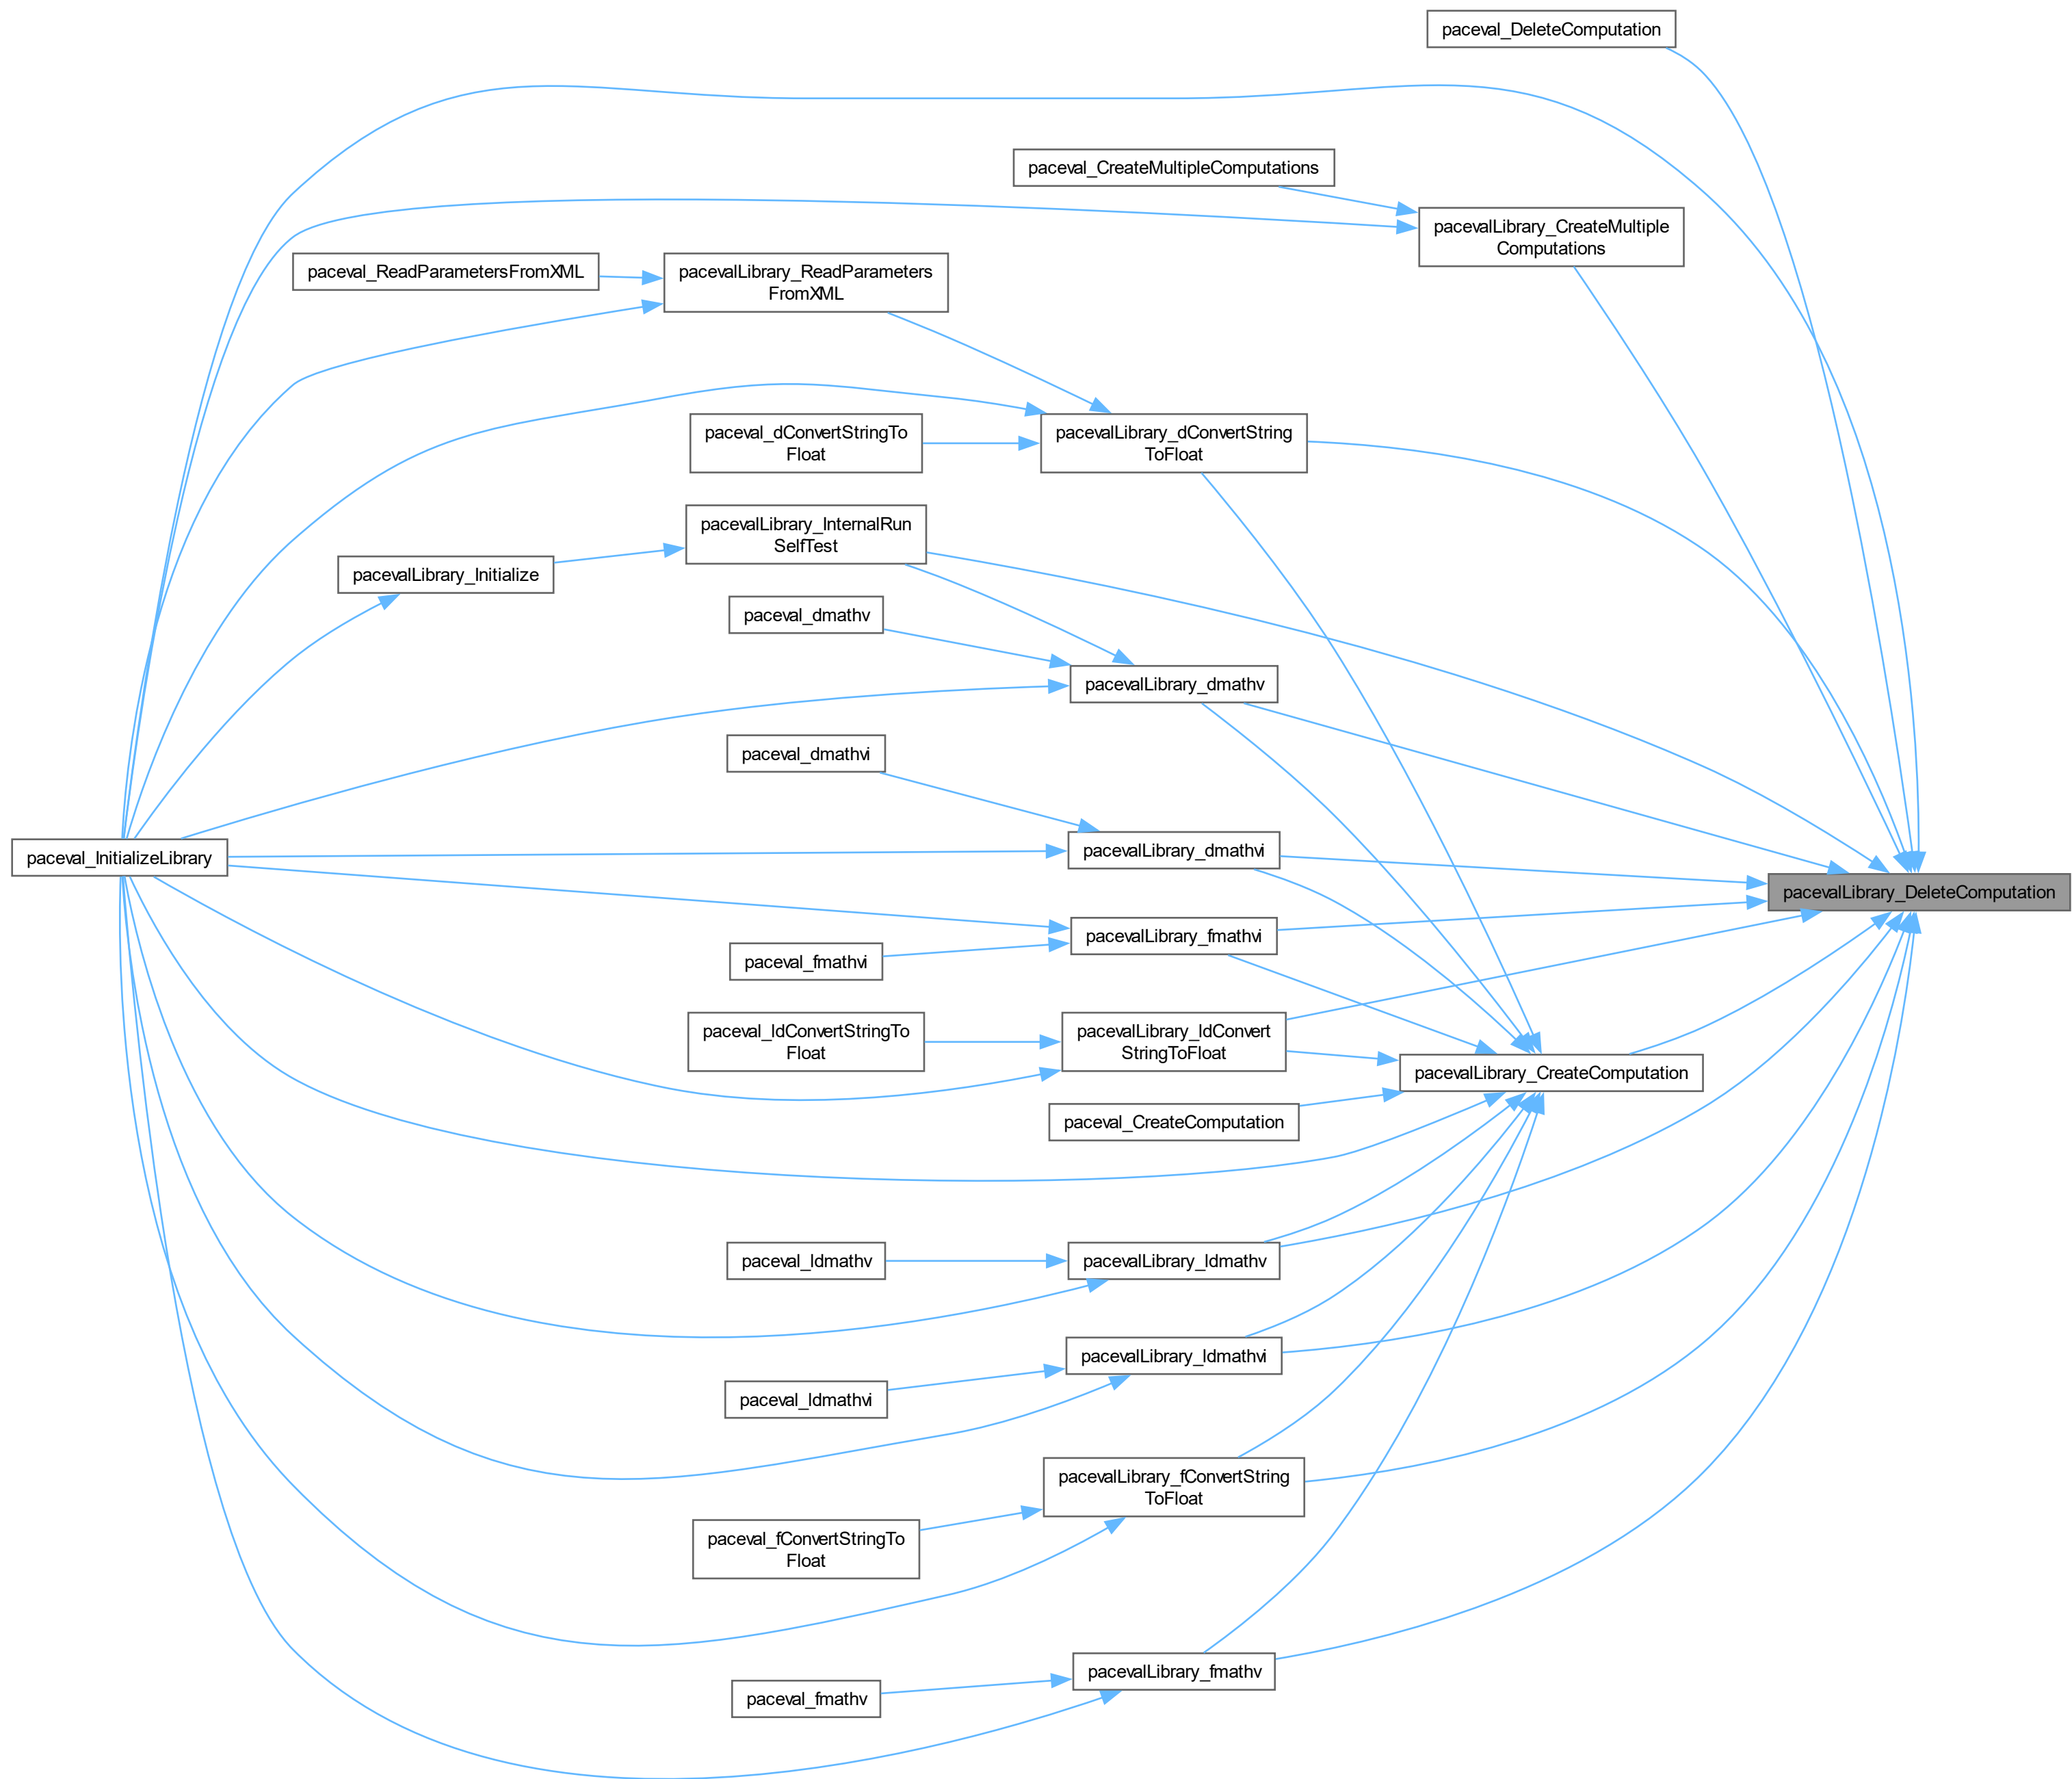 paceval_DeleteComputation
paceval_CreateMultipleComputations
pacevalLibrary_CreateMultiple
Computations
paceval_ReadParametersFromXML
pacevalLibrary_ReadParameters
FromXML
paceval_dConvertStringTo
Float
pacevalLibrary_dConvertString
ToFloat
pacevalLibrary_InternalRun
SelfTest
pacevalLibrary_Initialize
paceval_dmathv
pacevalLibrary_dmathv
paceval_dmathvi
pacevalLibrary_dmathvi
paceval_InitializeLibrary
pacevalLibrary_DeleteComputation
pacevalLibrary_fmathvi
paceval_fmathvi
paceval_ldConvertStringTo
Float
pacevalLibrary_ldConvert
StringToFloat
pacevalLibrary_CreateComputation
paceval_CreateComputation
paceval_ldmathv
pacevalLibrary_ldmathv
pacevalLibrary_ldmathvi
paceval_ldmathvi
pacevalLibrary_fConvertString
ToFloat
paceval_fConvertStringTo
Float
pacevalLibrary_fmathv
paceval_fmathv